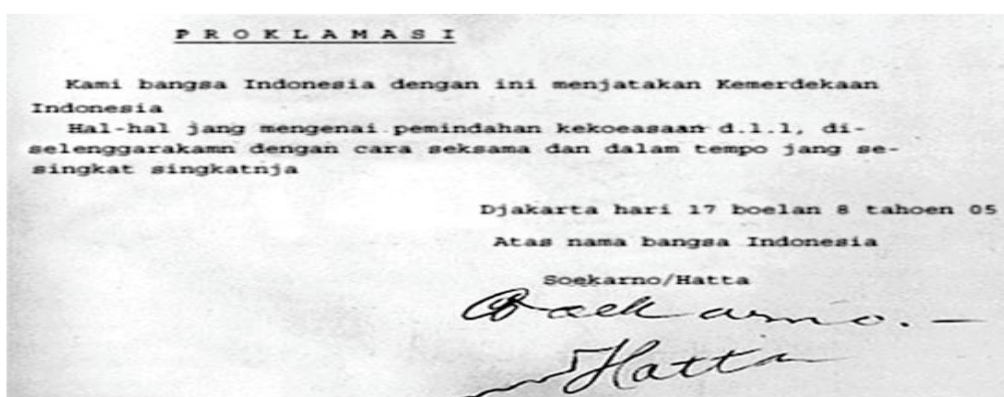 P R O K L A M A S I
Kami bangsa Indonesia dengan ini menjatakan Kemerdekaan
Indonesia
Hal-hal jang mengenai pemindahan kekoeasaan d.l.l, di-
selenggarakamn dengan cara seksama dan dalam tempo jang se-
singkat singkatnja
Djakarta hari 17 boelan 8 tahoen 05
Atas nama bangsa Indonesia
Soekarno/Hatta
Soekarno.—
Hatta